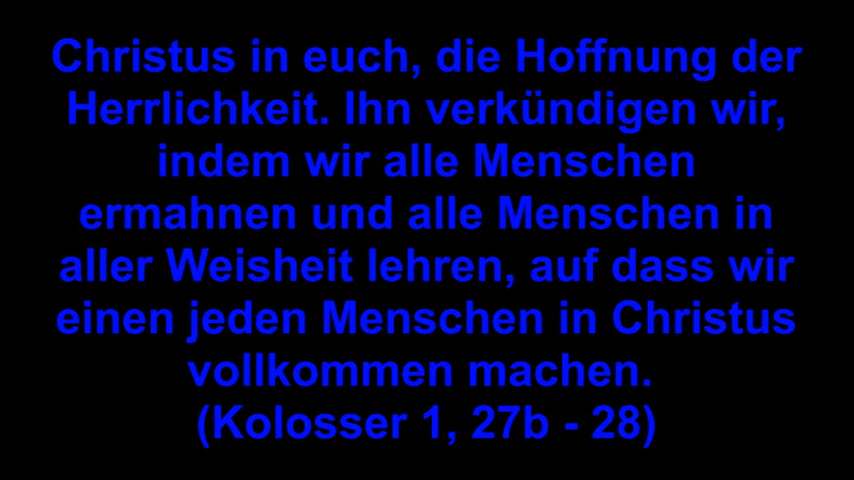 Christus in euch, die Hoffnung der
Herrlichkeit. Ihn verkündigen wir,
indem wir alle Menschen
ermahnen und alle Menschen in
aller Weisheit lehren, auf dass wir
einen jeden Menschen in Christus
vollkommen machen.
(Kolosser 1, 27b - 28)